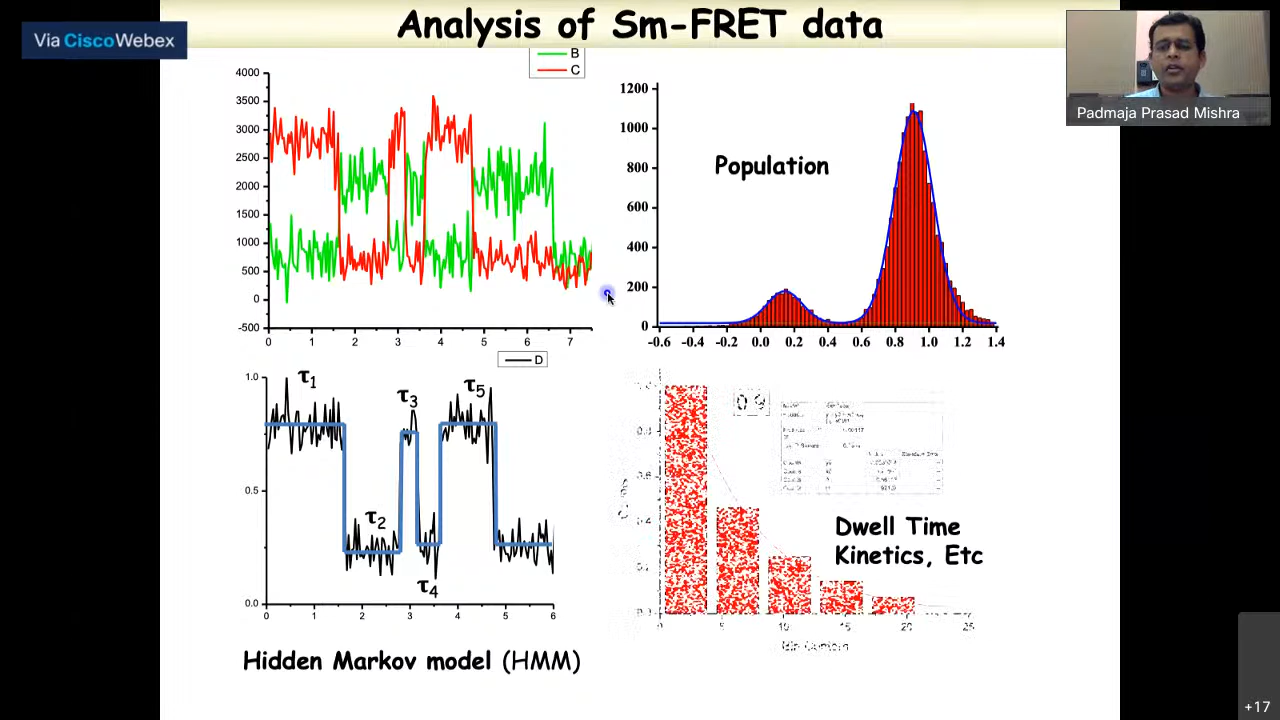 Analysis of Sm-FRET data
Via CiscoWebex
Padmaja Prasad Mishra
B
C
4000
3500
3000
2500
2000
1500
1000
500
0
-500
0 1 2 3 4 5 6 7
1200
1000
800
600
400
200
0
-0.6 -0.4 -0.2 0.0 0.2 0.4 0.6 0.8 1.0 1.2 1.4
Population
D
1.0
0.5
0.0
τ1
τ2
τ3
τ4
τ5
0 1 2 3 4 5 6
Hidden Markov model (HMM)
0.9
Dwell Time
Kinetics, Etc
5 10 15 20 25
+17